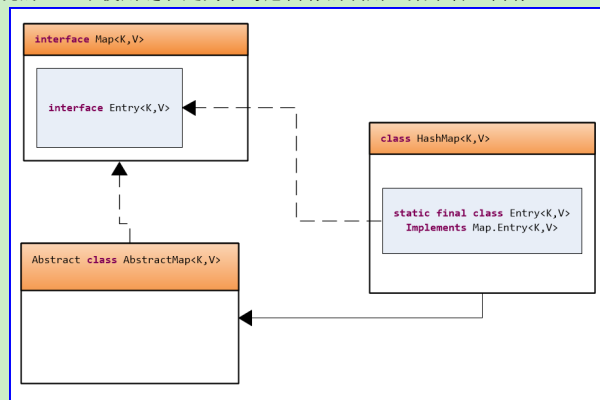 interface Map<K,V>
interface Entry<K,V>
class HashMap<K,V>
static final class Entry<K,V>
Implements Map.Entry<K,V>
Abstract class AbstractMap<K,V>